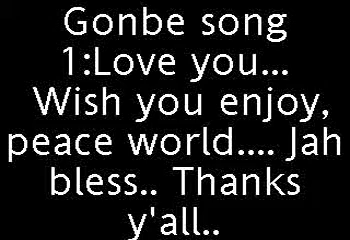 Gonbe song
1:Love you...
Wish you enjoy,
peace world.... Jah
bless.. Thanks
y'all..